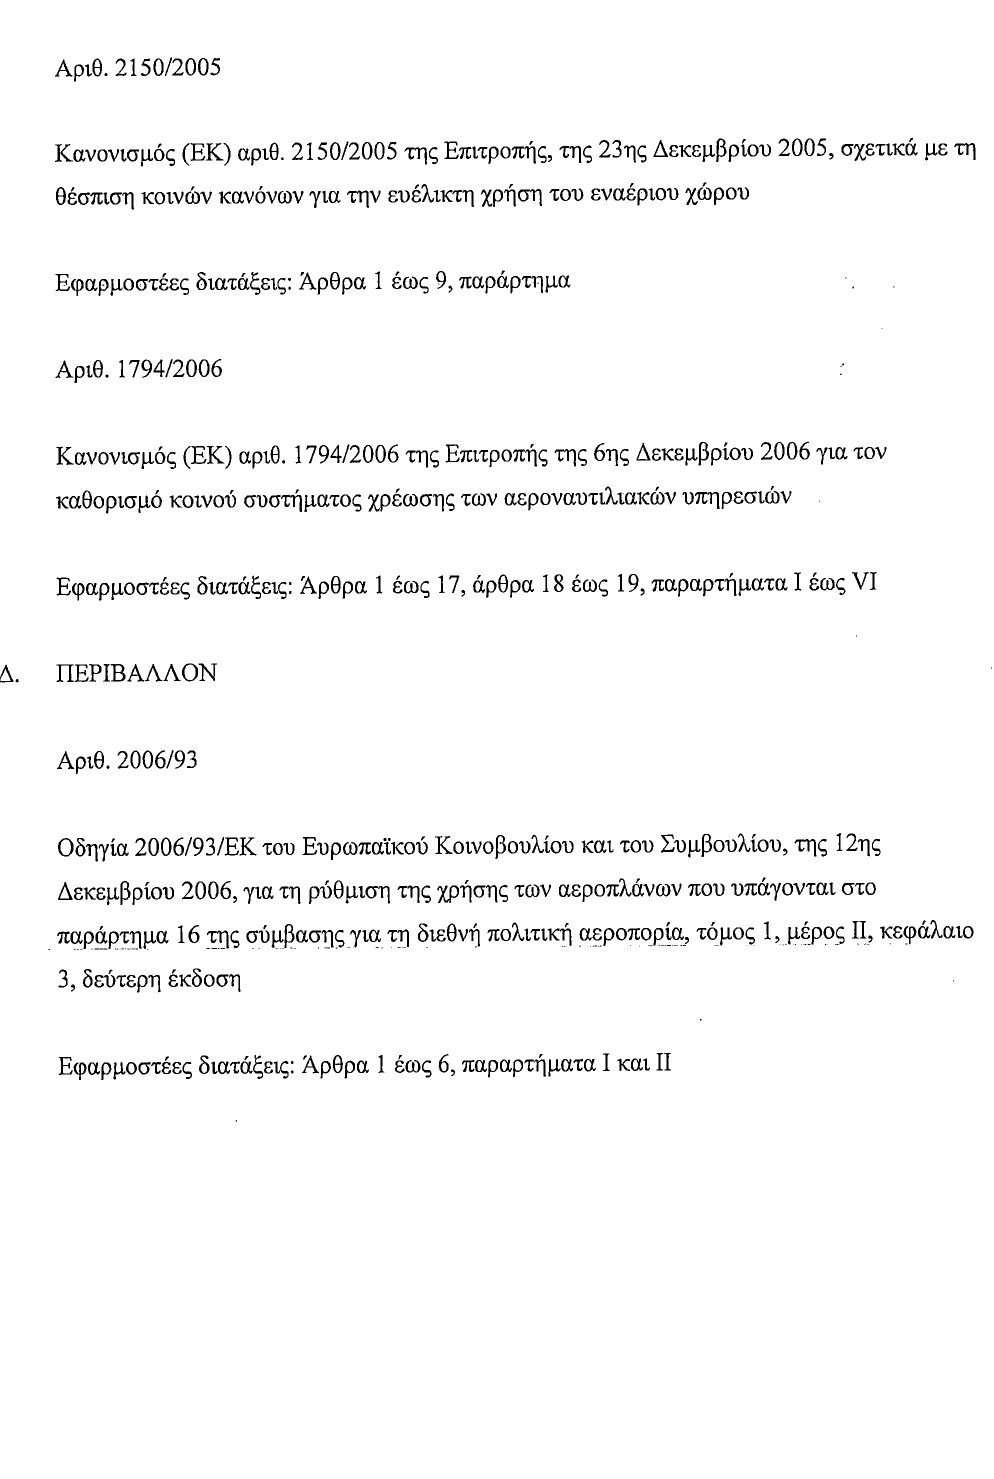 Αριθ. 2150/2005
Κανονισμός (ΕΚ) αριθ. 2150/2005 της Επιτροπής, της 23ης Δεκεμβρίου 2005, σχετικά με τη
θέσπιση κοινών κανόνων για την ευέλικτη χρήση του εναέριου χώρου
Εφαρμοστέες διατάξεις: Άρθρα 1 έως 9, παράρτημα
Αριθ. 1794/2006
Κανονισμός (ΕΚ) αριθ. 1794/2006 της Επιτροπής της 6ης Δεκεμβρίου 2006 για τον
καθορισμό κοινού συστήματος χρέωσης των αεροναυτιλιακών υπηρεσιών
Εφαρμοστέες διατάξεις: Άρθρα 1 έως 17, άρθρα 18 έως 19, παραρτήματα I έως VI
Δ. ΠΕΡΙΒΑΛΛΟΝ
Αριθ. 2006/93
Οδηγία 2006/93/ΕΚ του Ευρωπαϊκού Κοινοβουλίου και του Συμβουλίου, της 12ης
Δεκεμβρίου 2006, για τη ρύθμιση της χρήσης των αεροπλάνων που υπάγονται στο
παράρτημα 16 της σύμβασης για τη διεθνή πολιτική αεροπορία, τόμος 1, μέρος II, κεφάλαιο
3, δεύτερη έκδοση
Εφαρμοστέες διατάξεις: Άρθρα 1 έως 6, παραρτήματα I και II